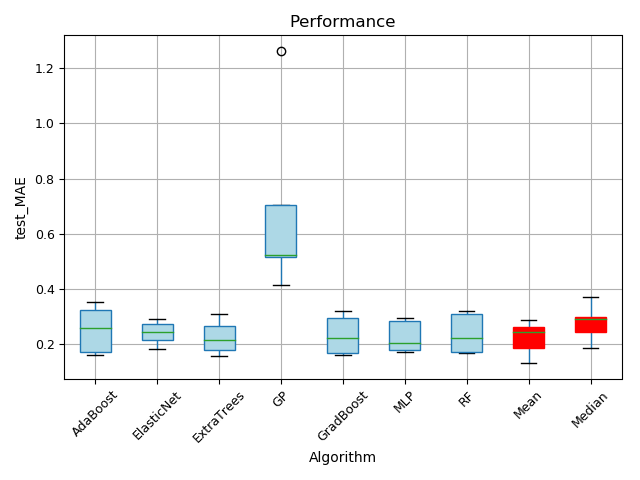 Performance
test_MAE
1.2
1.0
0.8
0.6
0.4
0.2
AdaBoost
ElasticNet
ExtraTrees
GP
GradBoost
MLP
RF
Mean
Median
Algorithm